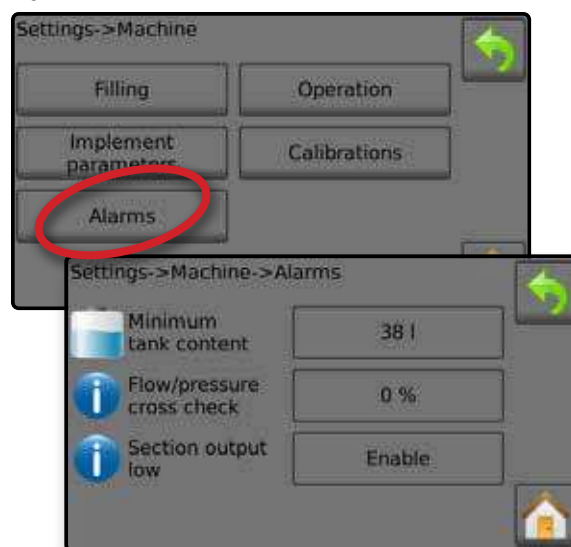 Settings->Machine
Filling
Operation
Implement
parameters
Calibrations
Alarms
Settings->Machine->Alarms
Minimum
tank content
38 l
Flow/pressure
cross check
0 %
Section output
low
Enable